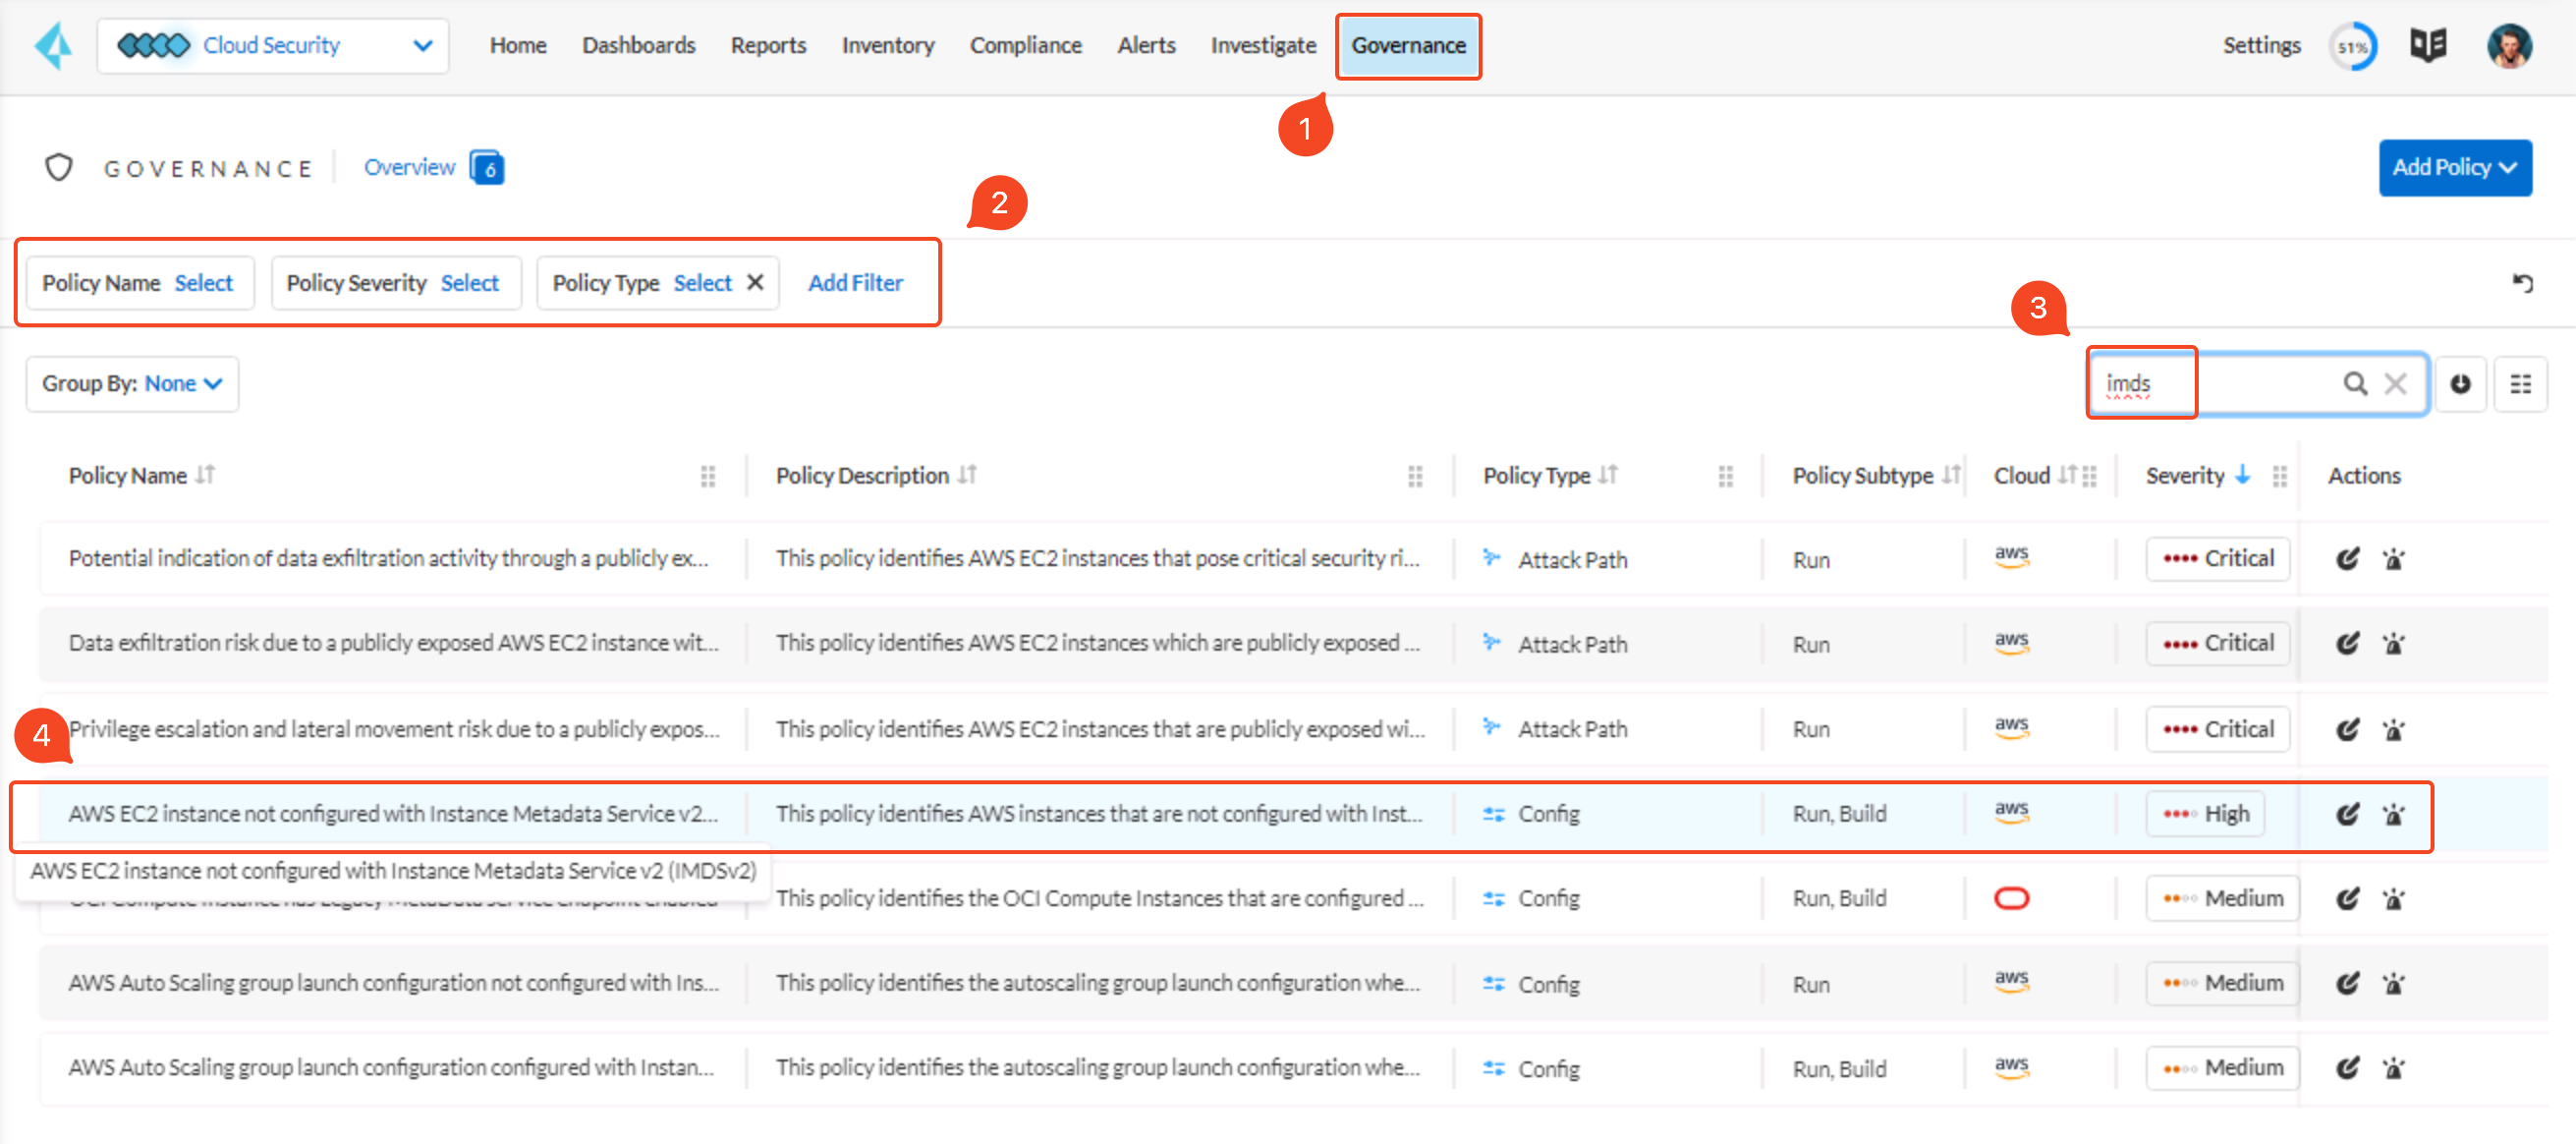 Cloud Security Home Dashboards Reports Inventory Compliance Alerts Investigate Governance Settings 51%
1
GOVERNANCE Overview 6 Add Policy
2
Policy Name Select Policy Severity Select Policy Type Select Add Filter
3
Group By: None imds
Policy Name Policy Description Policy Type Policy Subtype Cloud Severity Actions
Potential indication of data exfiltration activity through a publicly ex... This policy identifies AWS EC2 instances that pose critical security ri... Attack Path Run aws Critical
Data exfiltration risk due to a publicly exposed AWS EC2 instance wit... This policy identifies AWS EC2 instances which are publicly exposed ... Attack Path Run aws Critical
4
Privilege escalation and lateral movement risk due to a publicly expos... This policy identifies AWS EC2 instances that are publicly exposed wi... Attack Path Run aws Critical
AWS EC2 instance not configured with Instance Metadata Service v2... This policy identifies AWS instances that are not configured with Inst... Config Run, Build aws High
AWS EC2 instance not configured with Instance Metadata Service v2 (IMDSv2)
This policy identifies the OCI Compute Instances that are configured ... Config Run, Build Medium
AWS Auto Scaling group launch configuration not configured with Ins... This policy identifies the autoscaling group launch configuration whe... Config Run aws Medium
AWS Auto Scaling group launch configuration configured with Instan... This policy identifies the autoscaling group launch configuration whe... Config Run, Build aws Medium